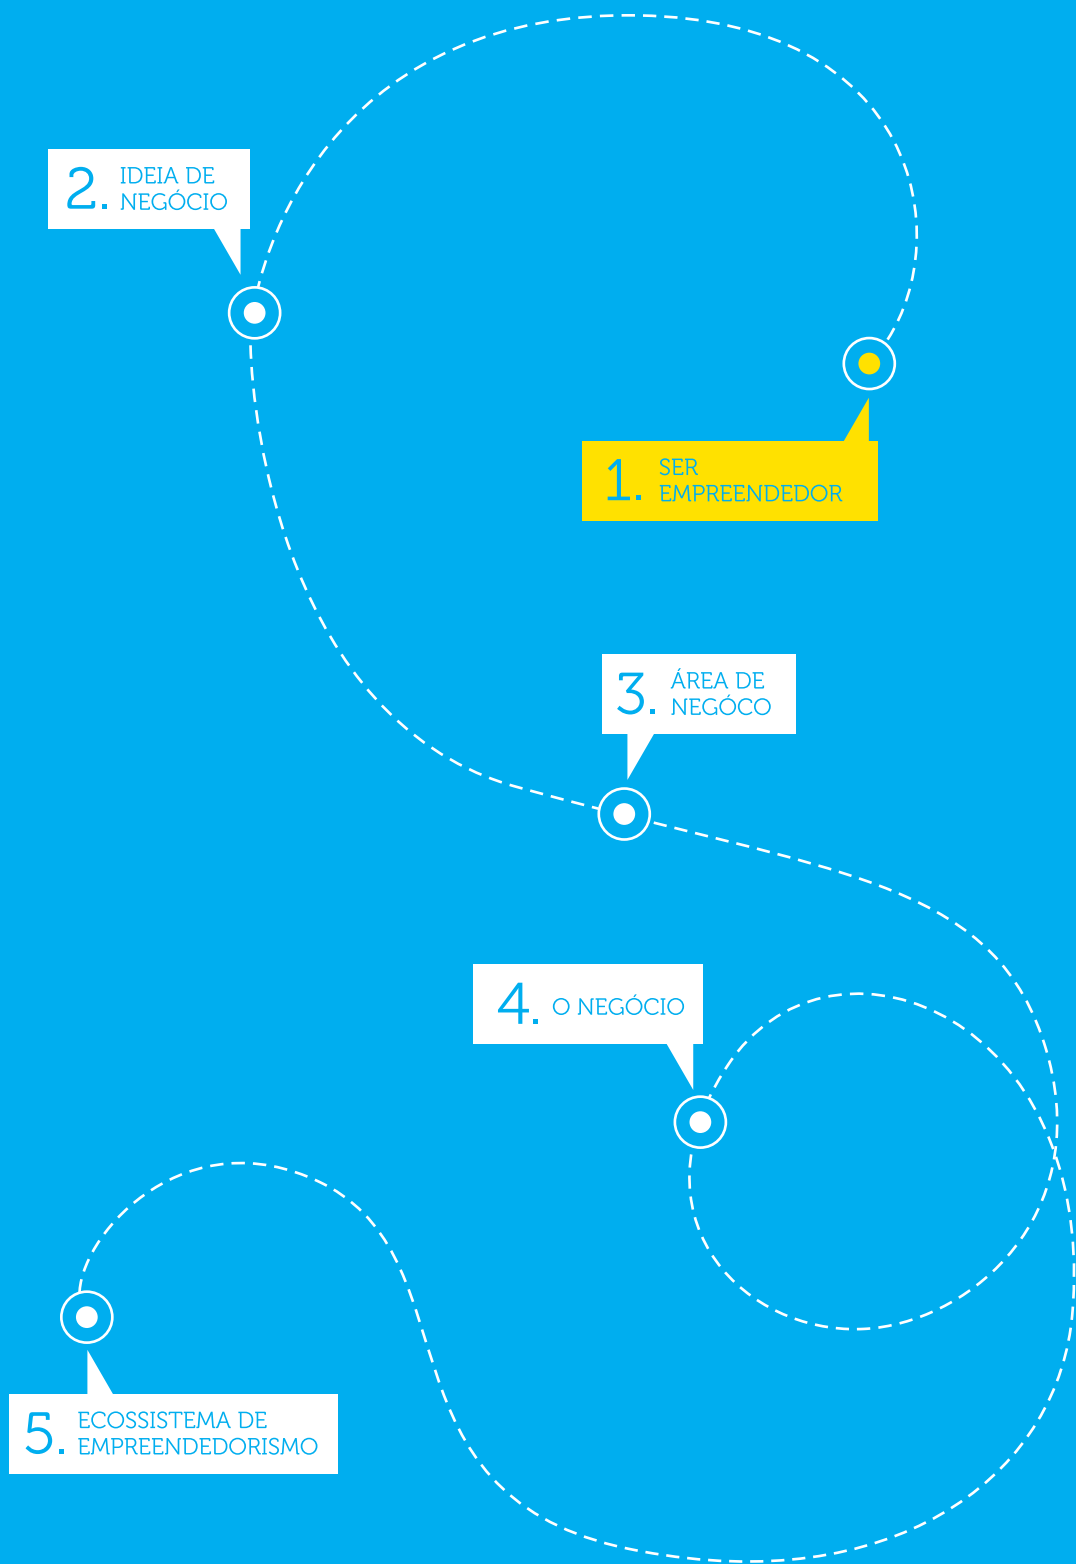 2. IDEIA DE
NEGÓCIO
1. SER
EMPREENDEDOR
3. ÁREA DE
NEGÓCO
4. O NEGÓCIO
5. ECOSSISTEMA DE
EMPREENDEDORISMO